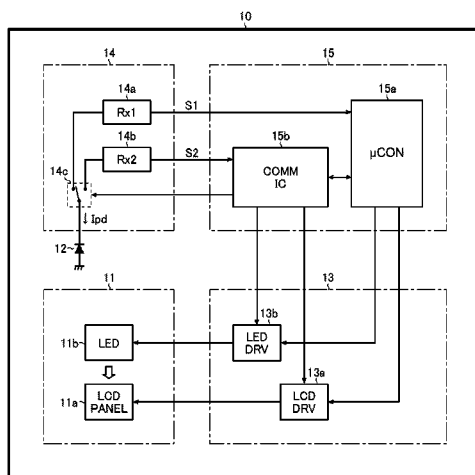 10
14
15
14a
Rx1
S1
15a
μCON
14b
Rx2
S2
15b
COMM
IC
14c
↓ Ipd
12
11
13
13b
LED
DRV
11b
LED
13a
LCD
DRV
11a
LCD
PANEL